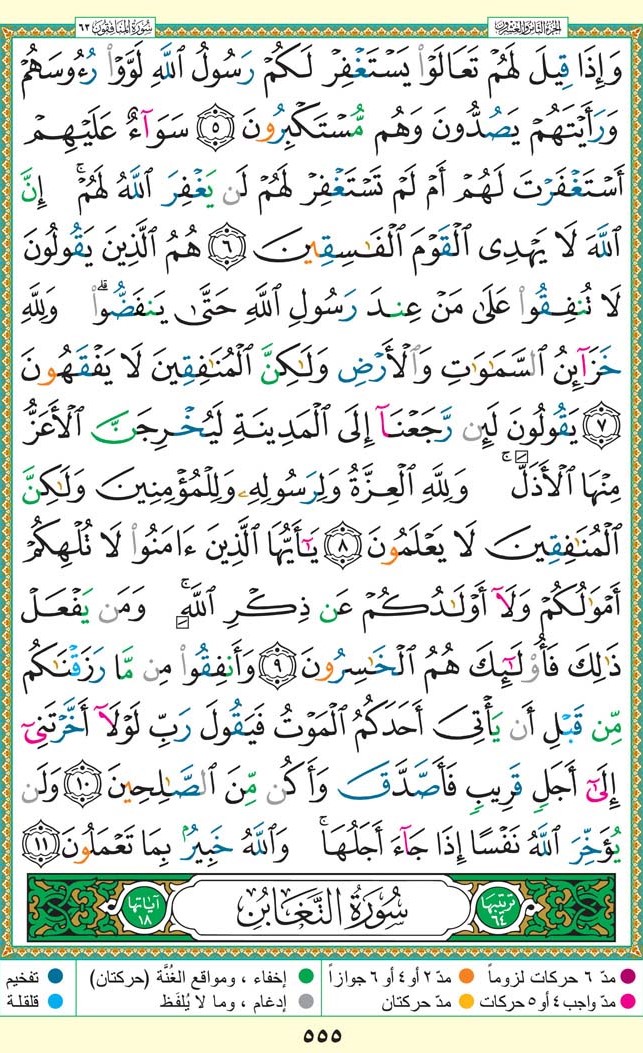 الجزء الثامن والعشرون
سورة المنافقون ٦٣
وَإِذَا قِيلَ لَهُمْ تَعَالَوْا۟ يَسْتَغْفِرْ لَكُمْ رَسُولُ ٱللَّهِ لَوَّوْا۟ رُءُوسَهُمْ
وَرَأَيْتَهُمْ يَصُدُّونَ وَهُم مُّسْتَكْبِرُونَ ٥ سَوَآءٌ عَلَيْهِمْ
أَسْتَغْفَرْتَ لَهُمْ أَمْ لَمْ تَسْتَغْفِرْ لَهُمْ لَن يَغْفِرَ ٱللَّهُ لَهُمْ ۚ إِنَّ
ٱللَّهَ لَا يَهْدِى ٱلْقَوْمَ ٱلْفَـٰسِقِينَ ٦ هُمُ ٱلَّذِينَ يَقُولُونَ
لَا تُنفِقُوا۟ عَلَىٰ مَنْ عِندَ رَسُولِ ٱللَّهِ حَتَّىٰ يَنفَضُّوا۟ ۗ وَلِلَّهِ
خَزَآئِنُ ٱلسَّمَـٰوَٰتِ وَٱلْأَرْضِ وَلَـٰكِنَّ ٱلْمُنَـٰفِقِينَ لَا يَفْقَهُونَ
٧ يَقُولُونَ لَئِن رَّجَعْنَآ إِلَى ٱلْمَدِينَةِ لَيُخْرِجَنَّ ٱلْأَعَزُّ
مِنْهَا ٱلْأَذَلَّ ۚ وَلِلَّهِ ٱلْعِزَّةُ وَلِرَسُولِهِۦ وَلِلْمُؤْمِنِينَ وَلَـٰكِنَّ
ٱلْمُنَـٰفِقِينَ لَا يَعْلَمُونَ ٨ يَـٰٓأَيُّهَا ٱلَّذِينَ ءَامَنُوا۟ لَا تُلْهِكُمْ
أَمْوَٰلُكُمْ وَلَآ أَوْلَـٰدُكُمْ عَن ذِكْرِ ٱللَّهِ ۚ وَمَن يَفْعَلْ
ذَٰلِكَ فَأُو۟لَـٰٓئِكَ هُمُ ٱلْخَـٰسِرُونَ ٩ وَأَنفِقُوا۟ مِن مَّا رَزَقْنَـٰكُم
مِّن قَبْلِ أَن يَأْتِىَ أَحَدَكُمُ ٱلْمَوْتُ فَيَقُولَ رَبِّ لَوْلَآ أَخَّرْتَنِىٓ
إِلَىٰٓ أَجَلٍ قَرِيبٍ فَأَصَّدَّقَ وَأَكُن مِّنَ ٱلصَّـٰلِحِينَ ١٠ وَلَن
يُؤَخِّرَ ٱللَّهُ نَفْسًا إِذَا جَآءَ أَجَلُهَا ۚ وَٱللَّهُ خَبِيرٌۢ بِمَا تَعْمَلُونَ ١١
ترتيبها ٦٤ سُورَةُ التَّغَابُن آياتها ١٨
مدّ ٦ حركات لزوماً مدّ ٢ أو ٤ أو ٦ جوازاً إخفاء ، ومواقع الغُنَّة (حركتان) تفخيم
مدّ واجب ٤ أو ٥ حركات مدّ حركتان إدغام ، وما لا يُلفَظ قلقلة
٥٥٥